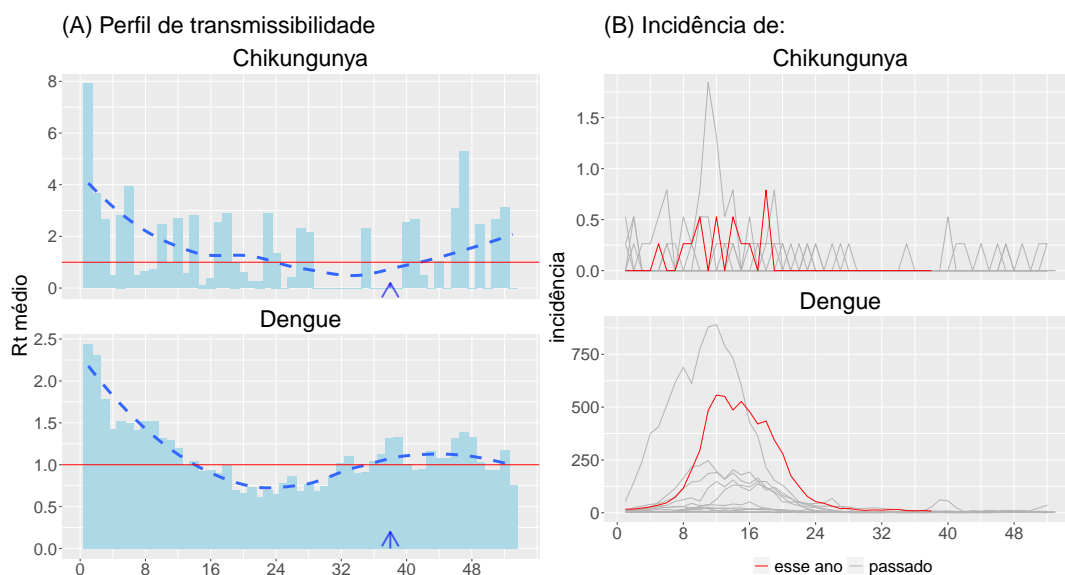 (A) Perfil de transmissibilidade
Chikungunya
8
6
4
2
0
Dengue
2.5
2.0
1.5
1.0
0.5
0.0
0 8 16 24 32 40 48
Rt médio
(B) Incidência de:
Chikungunya
1.5
1.0
0.5
0.0
Dengue
750
500
250
0
0 8 16 24 32 40 48
incidência
esse ano passado